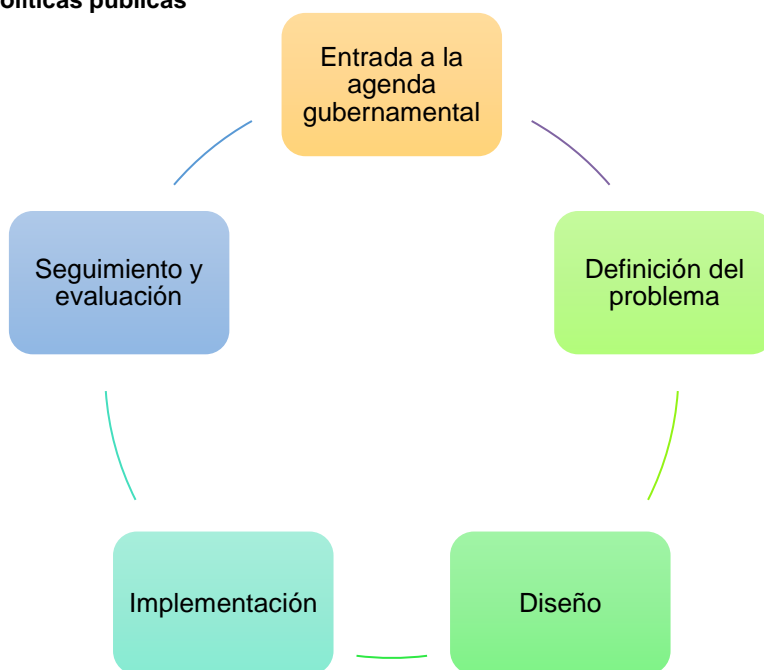 olíticas públicas
Entrada a la
agenda
gubernamental
Definición del
problema
Diseño
Implementación
Seguimiento y
evaluación